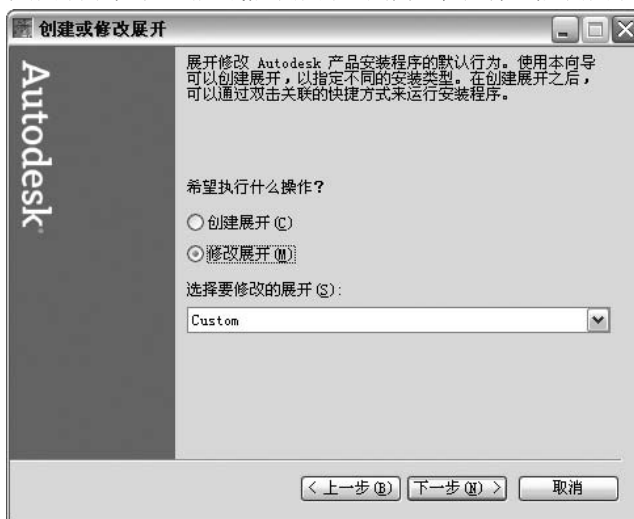 创建或修改展开
Autodesk
展开修改 Autodesk 产品安装程序的默认行为。使用本向导
可以创建展开，以指定不同的安装类型。在创建展开之后，
可以通过双击关联的快捷方式来运行安装程序。
希望执行什么操作?
创建展开(C)
修改展开(M)
选择要修改的展开(S):
Custom
< 上一步(B) 下一步(N) > 取消